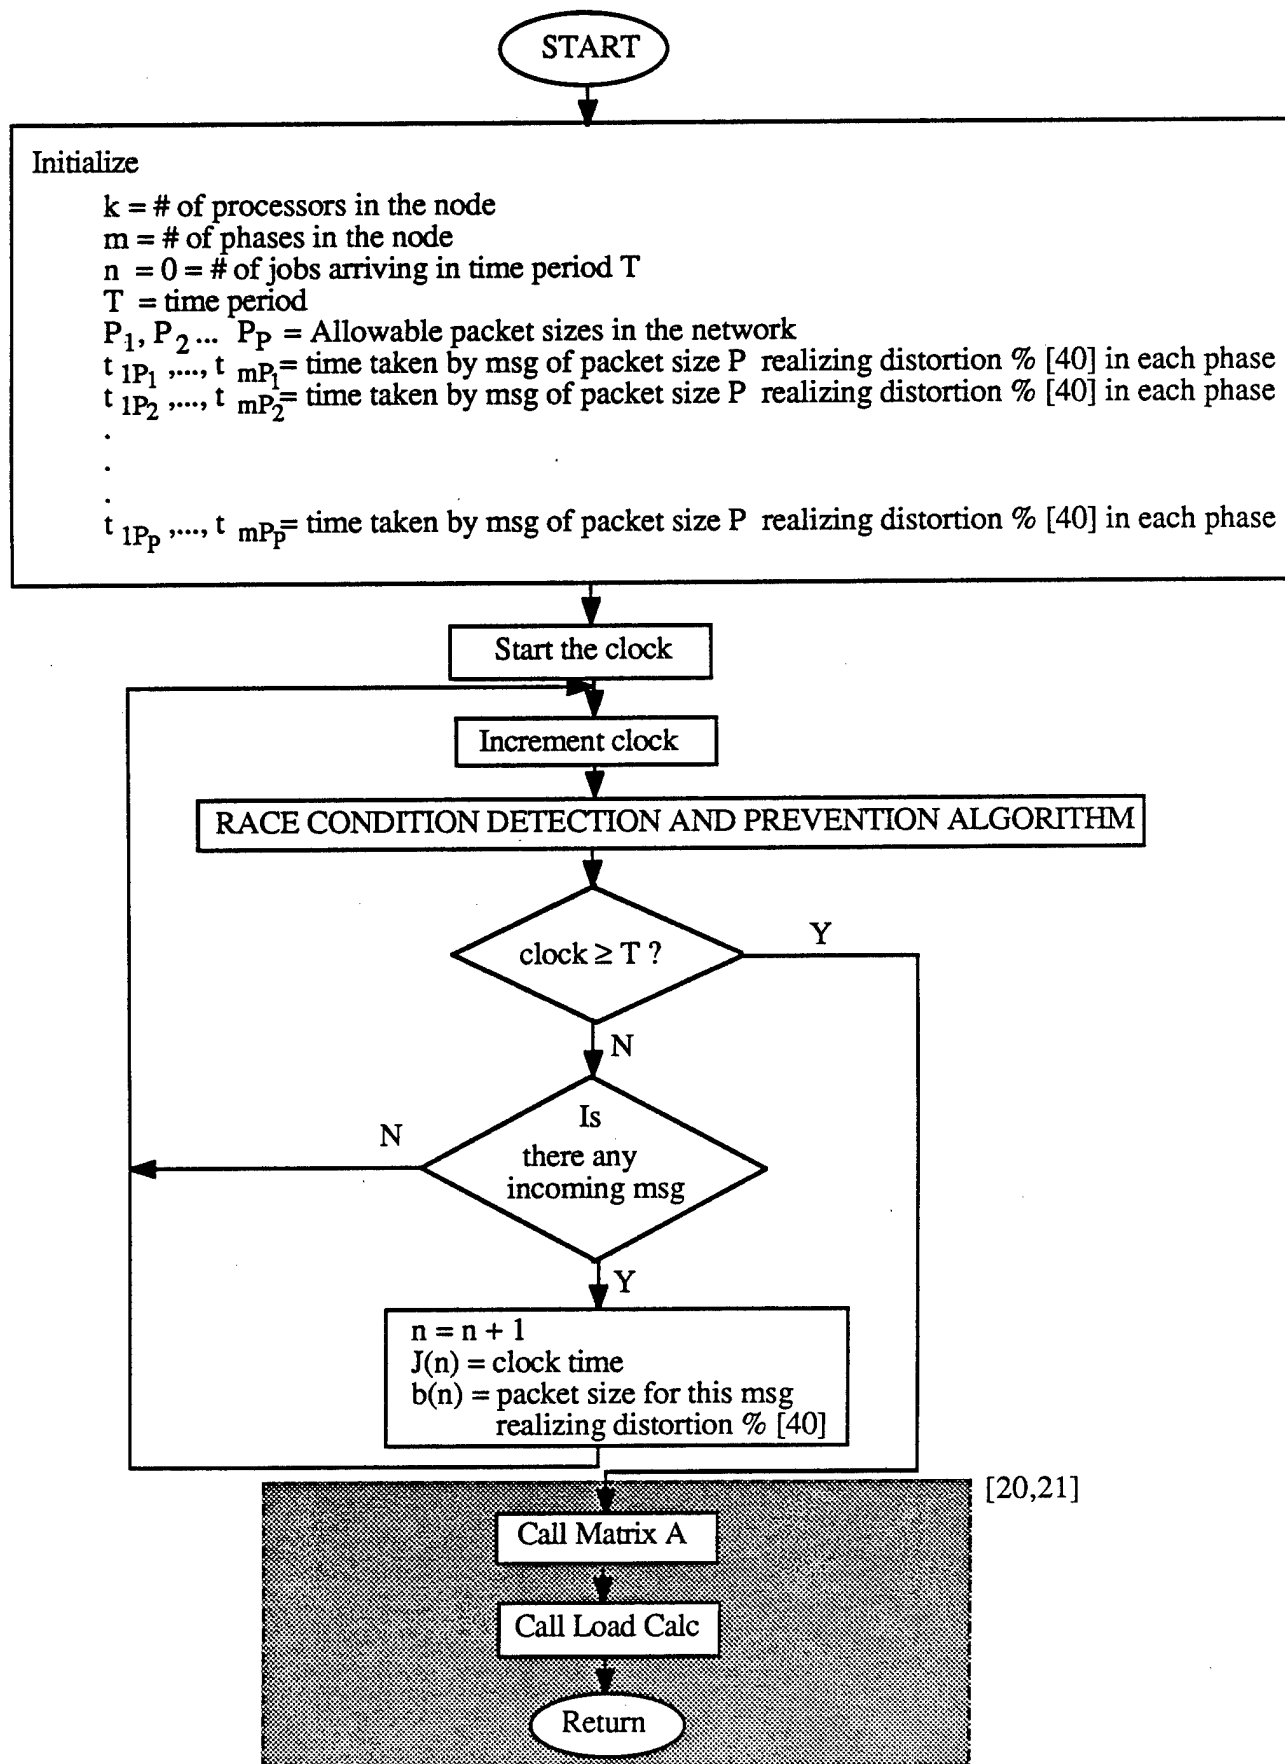 START
Initialize
k = # of processors in the node
m = # of phases in the node
n = 0 = # of jobs arriving in time period T
T = time period
P1, P2 ... PP = Allowable packet sizes in the network
t 1P1 ,..., t mP1= time taken by msg of packet size P realizing distortion % [40] in each phase
t 1P2 ,..., t mP2= time taken by msg of packet size P realizing distortion % [40] in each phase
.
.
.
t 1PP ,..., t mPP= time taken by msg of packet size P realizing distortion % [40] in each phase
Start the clock
Increment clock
RACE CONDITION DETECTION AND PREVENTION ALGORITHM
clock ≥ T ?
Y
N
Is
there any
incoming msg
N
Y
n = n + 1
J(n) = clock time
b(n) = packet size for this msg
realizing distortion % [40]
[20,21]
Call Matrix A
Call Load Calc
Return